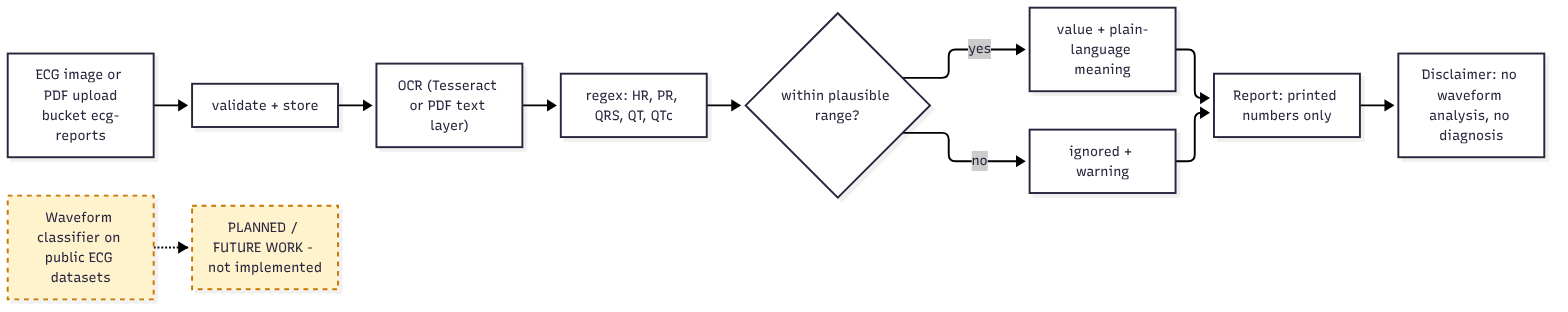 ECG image or
PDF upload
bucket ecg-
reports
validate + store
OCR (Tesseract
or PDF text
layer)
regex: HR, PR,
QRS, QT, QTc
within plausible
range?
yes
no
value + plain-
language
meaning
ignored +
warning
Report: printed
numbers only
Disclaimer: no
waveform
analysis, no
diagnosis
Waveform
classifier on
public ECG
datasets
PLANNED /
FUTURE WORK -
not implemented